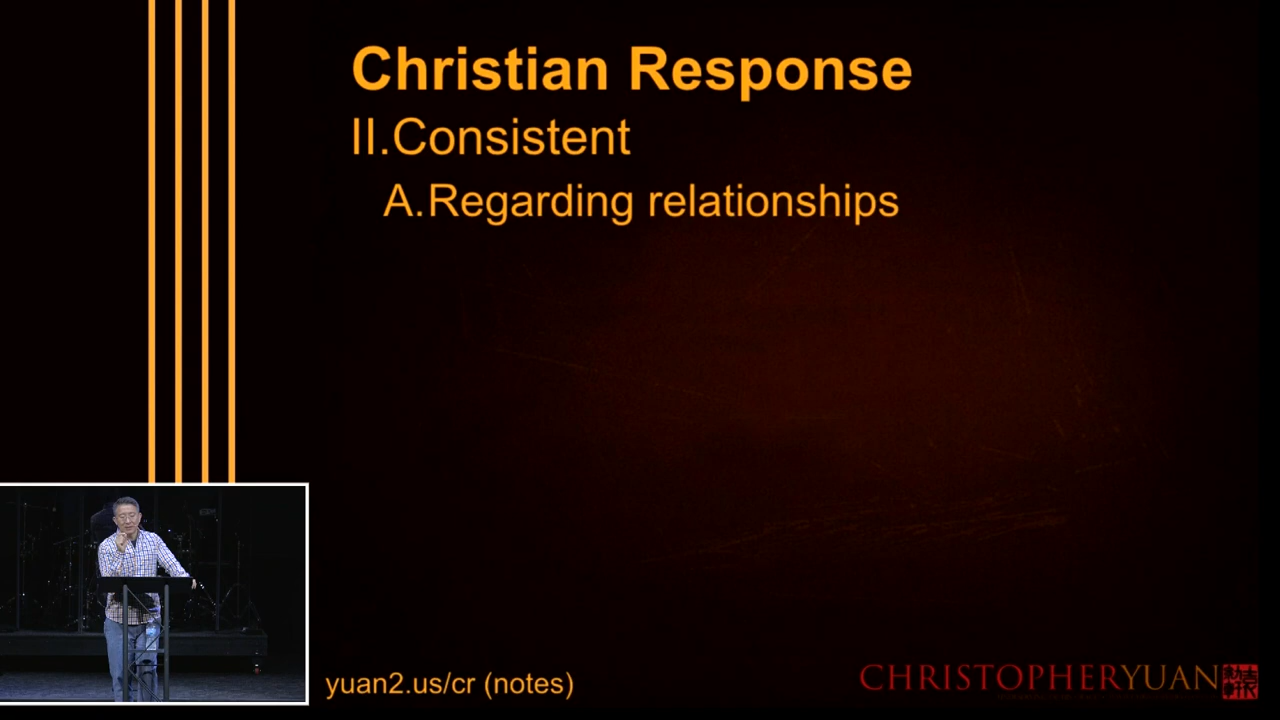 Christian Response
II.Consistent
A.Regarding relationships
yuan2.us/cr (notes)
CHRISTOPHERYUAN